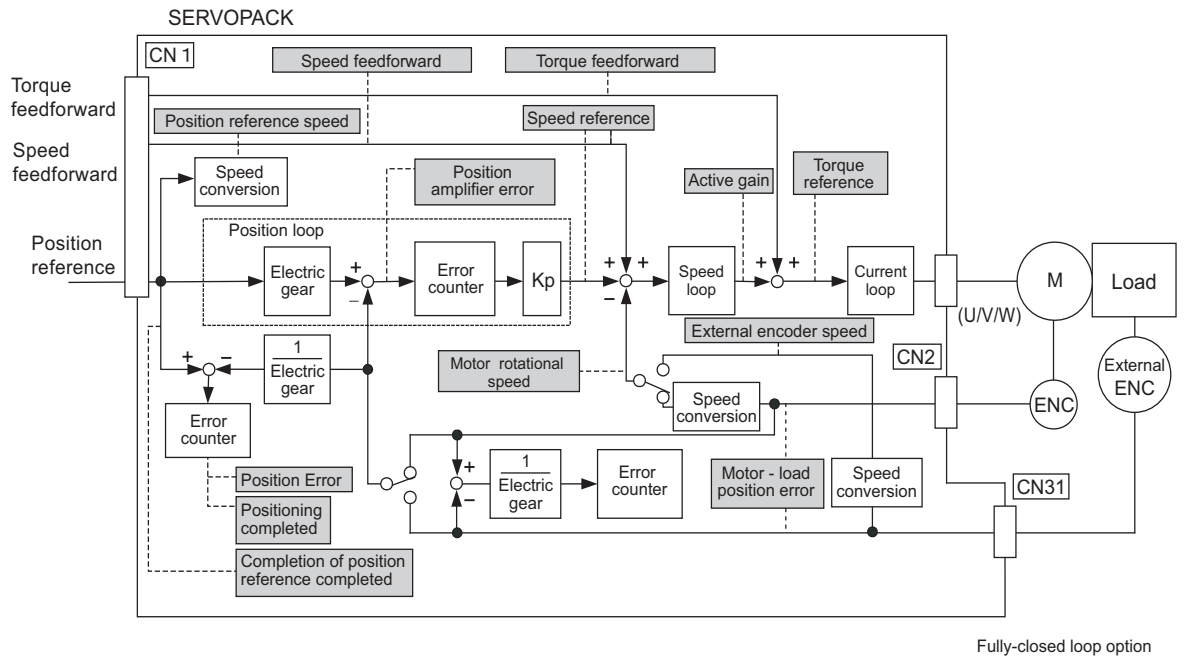 SERVOPACK
CN 1
Speed feedforward
Torque feedforward
Torque
feedforward
Position reference speed
Speed reference
Speed
feedforward
Speed
conversion
Position
amplifier error
Active gain
Torque
reference
Position
reference
Position loop
Electric
gear
+
−
Error
counter
Kp
+
+
−
Speed
loop
+
+
Current
loop
(U/V/W)
M
Load
External encoder speed
+
−
1
Electric
gear
Motor rotational
speed
CN2
External
ENC
Error
counter
Speed
conversion
ENC
Position Error
+
−
1
Electric
gear
Error
counter
Motor - load
position error
Speed
conversion
CN31
Positioning
completed
Completion of position
reference completed
Fully-closed loop option